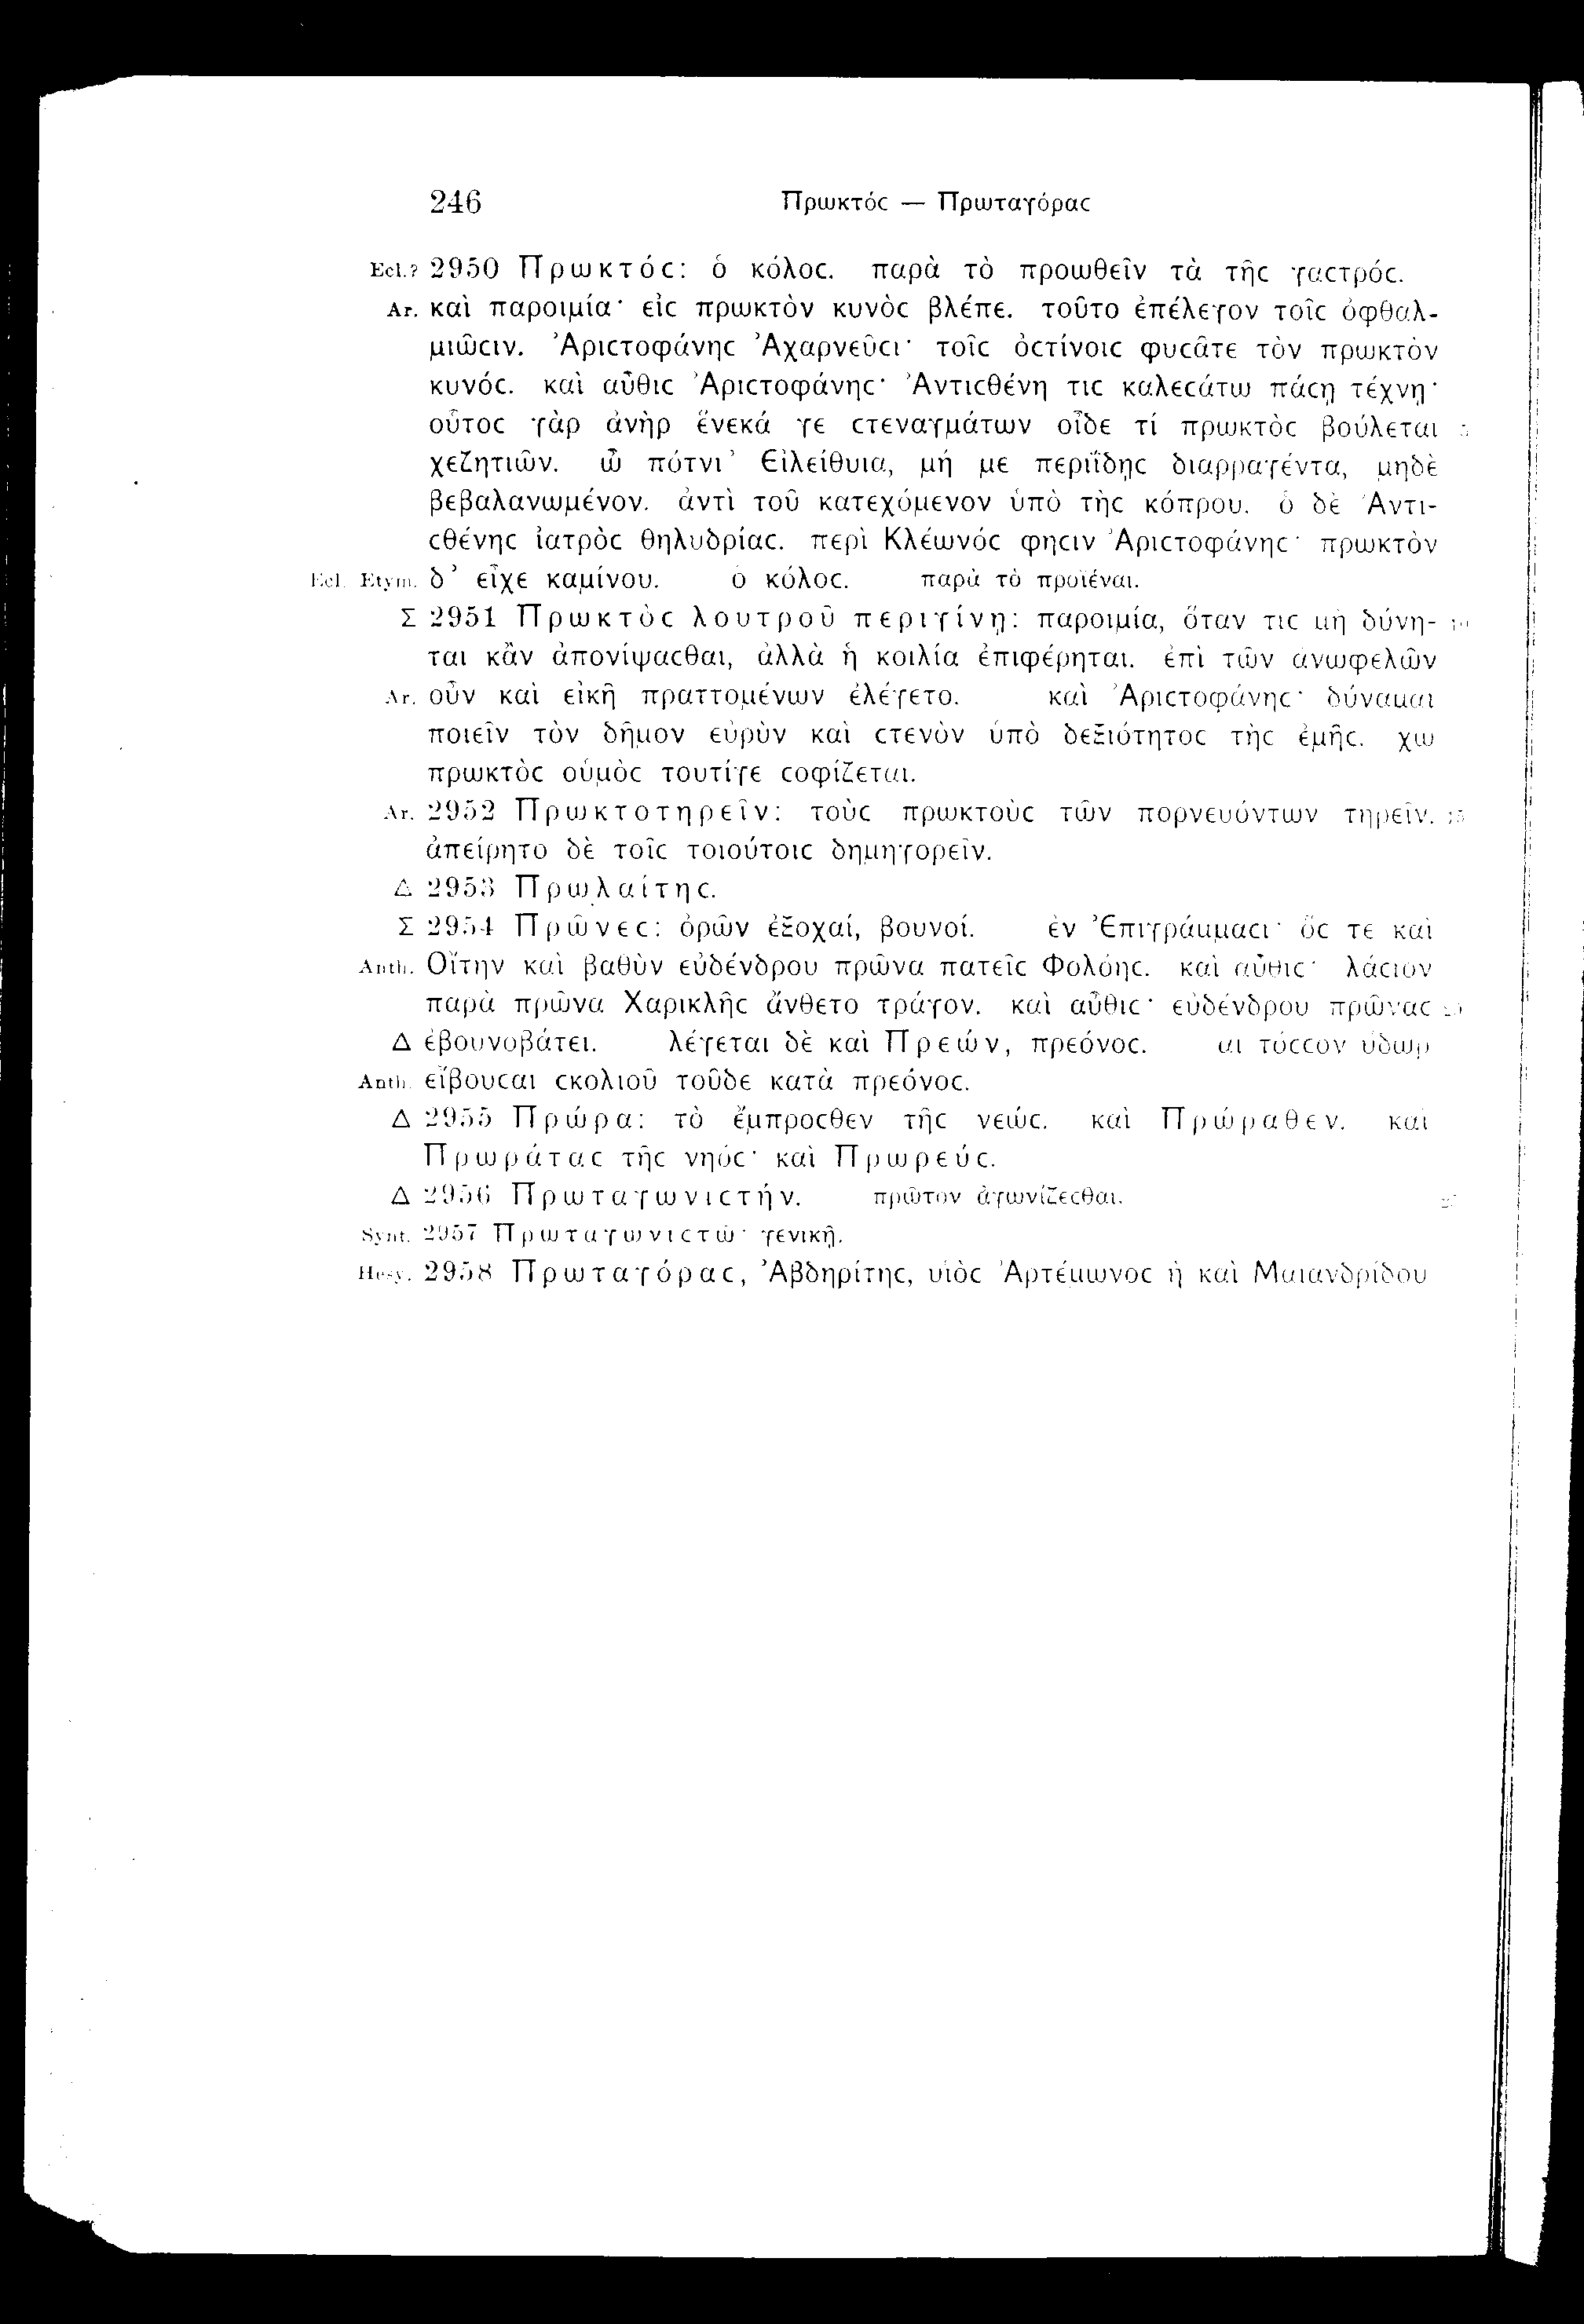 246 Πρωκτός — Πρωταγόρας
Ecl.? 2950 Πρωκτόϲ: ὁ κόλοϲ. παρὰ τὸ προωθεῖν τὰ τῆϲ γαϲτρόϲ.
Ar. καὶ παροιμία· εἰϲ πρωκτὸν κυνὸϲ βλέπε. τοῦτο ἐπέλεγον τοῖϲ ὀφθαλ-
μιῶϲιν. Ἀριϲτοφάνηϲ Ἀχαρνεῦϲι· τοῖϲ ὀϲτίνοιϲ φυϲᾶτε τὸν πρωκτὸν
κυνόϲ. καὶ αὖθιϲ Ἀριϲτοφάνηϲ· Ἀντιϲθένη τιϲ καλεϲάτω πάϲῃ τέχνῃ·
οὗτοϲ γὰρ ἀνὴρ ἕνεκά γε ϲτεναγμάτων οἶδε τί πρωκτὸϲ βούλεται 5
χεζητιῶν. ὦ πότνι’ Εἰλείθυια, μή με περιΐδῃϲ διαρραγέντα, μηδὲ
βεβαλανωμένον. ἀντὶ τοῦ κατεχόμενον ὑπὸ τῆϲ κόπρου. ὁ δὲ Ἀντι-
ϲθένηϲ ἰατρὸϲ θηλυδρίαϲ. περὶ Κλέωνόϲ φηϲιν Ἀριϲτοφάνηϲ· πρωκτὸν
Ecl. Etym. δ’ εἶχε καμίνου. ὁ κόλοϲ. παρὰ τὸ προϊέναι.
Σ 2951 Πρωκτὸϲ λουτροῦ περιγίνῃ: παροιμία, ὅταν τιϲ μὴ δύνη- 10
ται κἂν ἀπονίψαϲθαι, ἀλλὰ ἡ κοιλία ἐπιφέρηται. ἐπὶ τῶν ἀνωφελῶν
Ar. οὖν καὶ εἰκῆ πραττομένων ἐλέγετο. καὶ Ἀριϲτοφάνηϲ· δύναμαι
ποιεῖν τὸν δῆμον εὐρὺν καὶ ϲτενὸν ὑπὸ δεξιότητοϲ τῆϲ ἐμῆϲ. χὠ
πρωκτὸϲ οὑμὸϲ τουτίγε ϲοφίζεται.
Ar. 2952 Πρωκτοτηρεῖν: τοὺϲ πρωκτοὺϲ τῶν πορνευόντων τηρεῖν. 15
ἀπείρητο δὲ τοῖϲ τοιούτοιϲ δημηγορεῖν.
Δ 2953 Πρωλαίτηϲ.
Σ 2954 Πρῶνεϲ: ὀρῶν ἐξοχαί, βουνοί. ἐν Ἐπιγράμμαϲι· ὅϲ τε καὶ
Anth. Οἴτην καὶ βαθὺν εὐδένδρου πρῶνα πατεῖϲ Φολόηϲ. καὶ αὖθιϲ· λάϲιον
παρὰ πρῶνα Χαρικλῆϲ ἄνθετο τράγον. καὶ αὖθιϲ· εὐδένδρου πρῶναϲ 20
Δ ἐβουνοβάτει. λέγεται δὲ καὶ Πρεών, πρεόνοϲ. αἱ τόϲϲον ὕδωρ
Anth. εἴβουϲαι ϲκολιοῦ τοῦδε κατὰ πρεόνοϲ.
Δ 2955 Πρώρα: τὸ ἔμπροϲθεν τῆϲ νεώϲ. καὶ Πρώραθεν. καὶ
Πρωράταϲ τῆϲ νηόϲ· καὶ Πρωρεύϲ.
Δ 2956 Πρωταγωνιϲτήν. πρῶτον ἀγωνίζεϲθαι. 25
Synt. 2957 Πρωταγωνιϲτῶ· γενικῇ.
Hesy. 2958 Πρωταγόραϲ, Ἀβδηρίτηϲ, υἱὸϲ Ἀρτέμωνοϲ ἢ καὶ Μαιανδρίδου